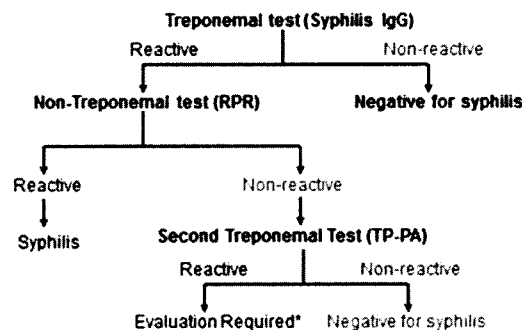 Treponemal test (Syphilis IgG)
Reactive Non-reactive
Non-Treponemal test (RPR) Negative for syphilis
Reactive Non-reactive
Syphilis
Second Treponemal Test (TP-PA)
Reactive Non-reactive
Evaluation Required* Negative for syphilis